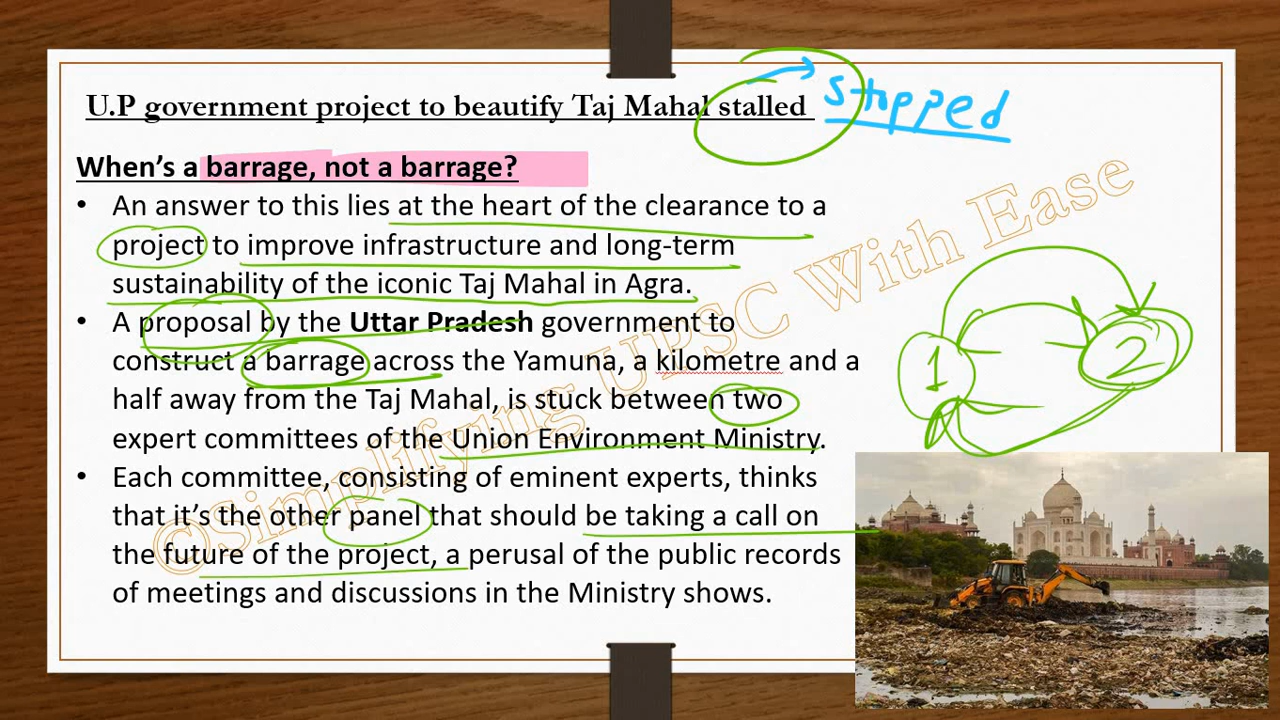 U.P government project to beautify Taj Mahal stalled
stopped
When's a barrage, not a barrage?
• An answer to this lies at the heart of the clearance to a
project to improve infrastructure and long-term
sustainability of the iconic Taj Mahal in Agra.
• A proposal by the Uttar Pradesh government to
construct a barrage across the Yamuna, a kilometre and a
half away from the Taj Mahal, is stuck between two
expert committees of the Union Environment Ministry.
• Each committee, consisting of eminent experts, thinks
that it's the other panel that should be taking a call on
the future of the project, a perusal of the public records
of meetings and discussions in the Ministry shows.
1
2
©Simplifying UPSC With Ease